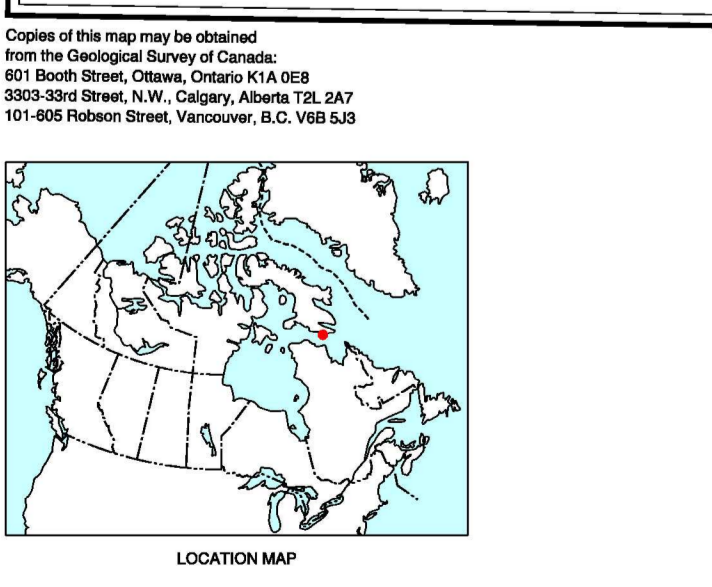 Copies of this map may be obtained
from the Geological Survey of Canada:
601 Booth Street, Ottawa, Ontario K1A 0E8
3303-33rd Street, N.W., Calgary, Alberta T2L 2A7
101-605 Robson Street, Vancouver, B.C. V6B 5J3
LOCATION MAP